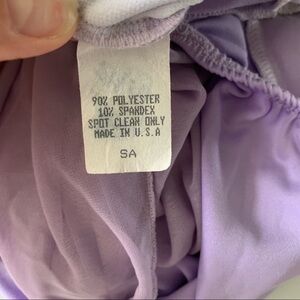 90% POLYESTER
10% SPANDEX
SPOT CLEAN ONLY
MADE IN U.S.A
SA